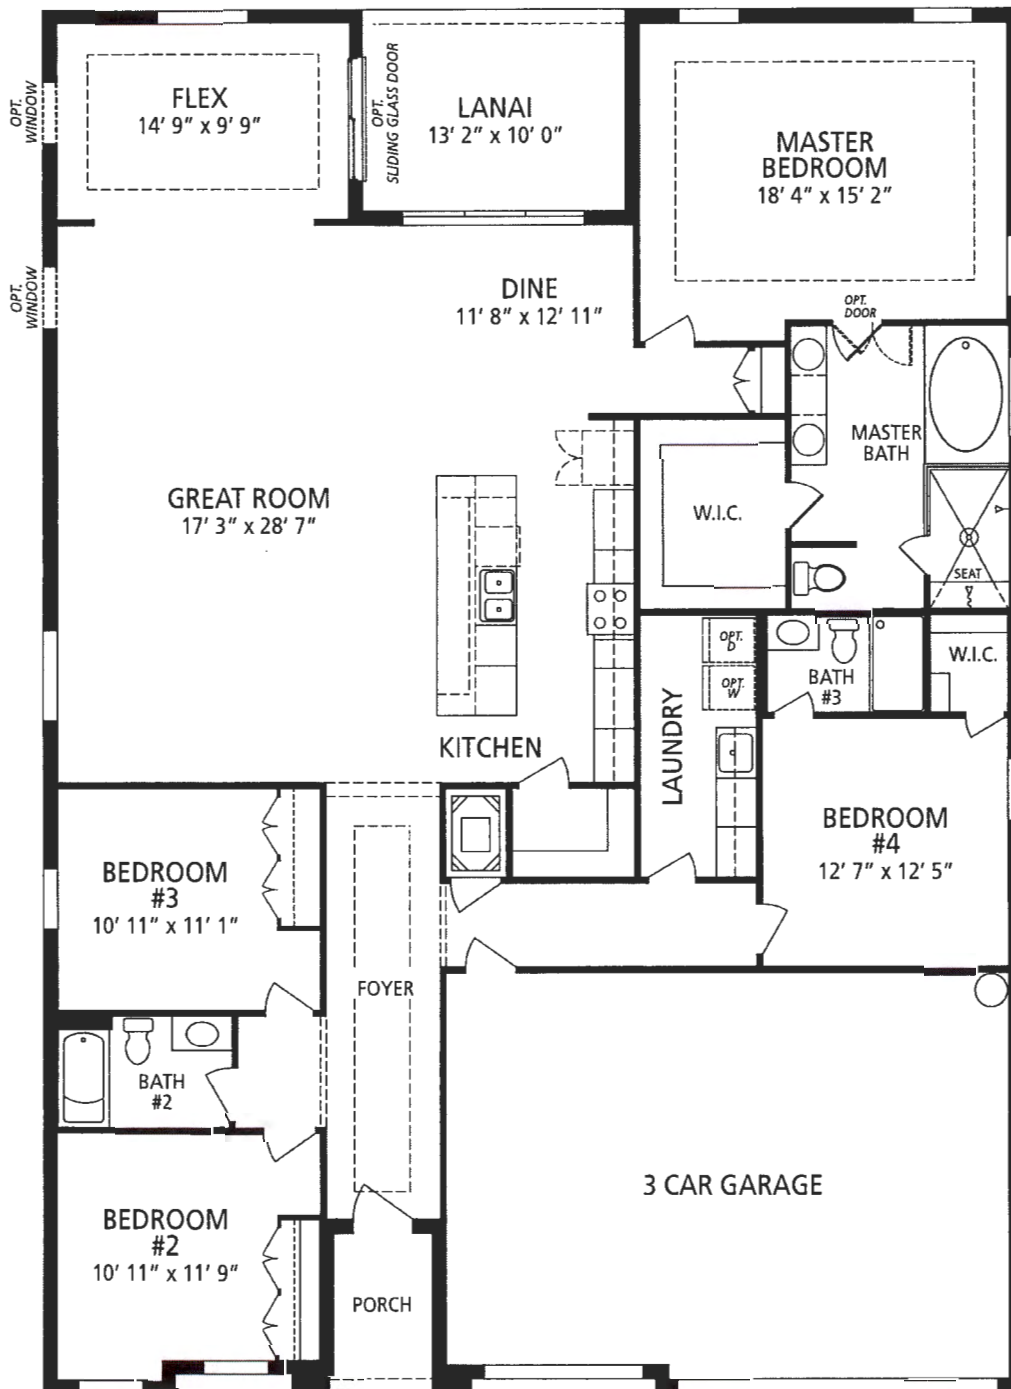 OPT.
WINDOW
FLEX
14' 9" x 9' 9"
OPT.
SLIDING GLASS DOOR
LANAI
13' 2" x 10' 0"
MASTER
BEDROOM
18' 4" x 15' 2"
OPT.
WINDOW
DINE
11' 8" x 12' 11"
OPT.
DOOR
MASTER
BATH
GREAT ROOM
17' 3" x 28' 7"
W.I.C.
SEAT
OPT.
D
OPT.
W
LAUNDRY
BATH
#3
W.I.C.
KITCHEN
BEDROOM
#4
12' 7" x 12' 5"
BEDROOM
#3
10' 11" x 11' 1"
FOYER
BATH
#2
3 CAR GARAGE
BEDROOM
#2
10' 11" x 11' 9"
PORCH